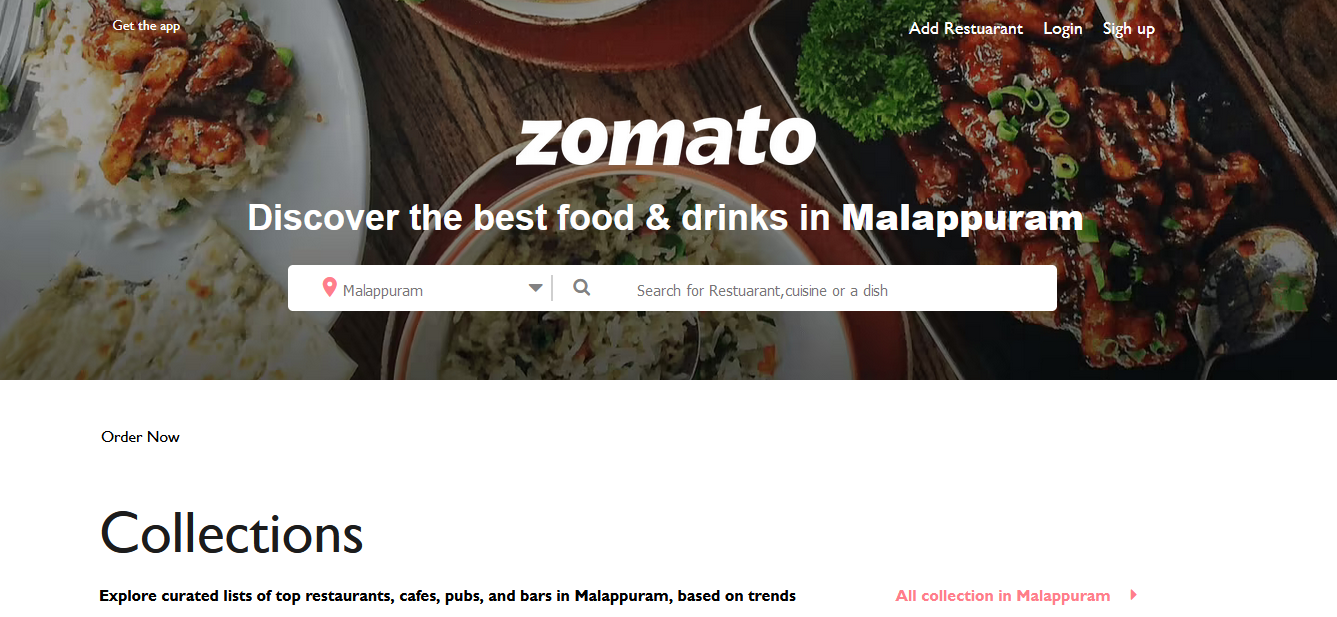 Get the app
Add Restuarant Login Sigh up
zomato
Discover the best food & drinks in Malappuram
Malappuram
Search for Restuarant,cuisine or a dish
Order Now
Collections
Explore curated lists of top restaurants, cafes, pubs, and bars in Malappuram, based on trends
All collection in Malappuram